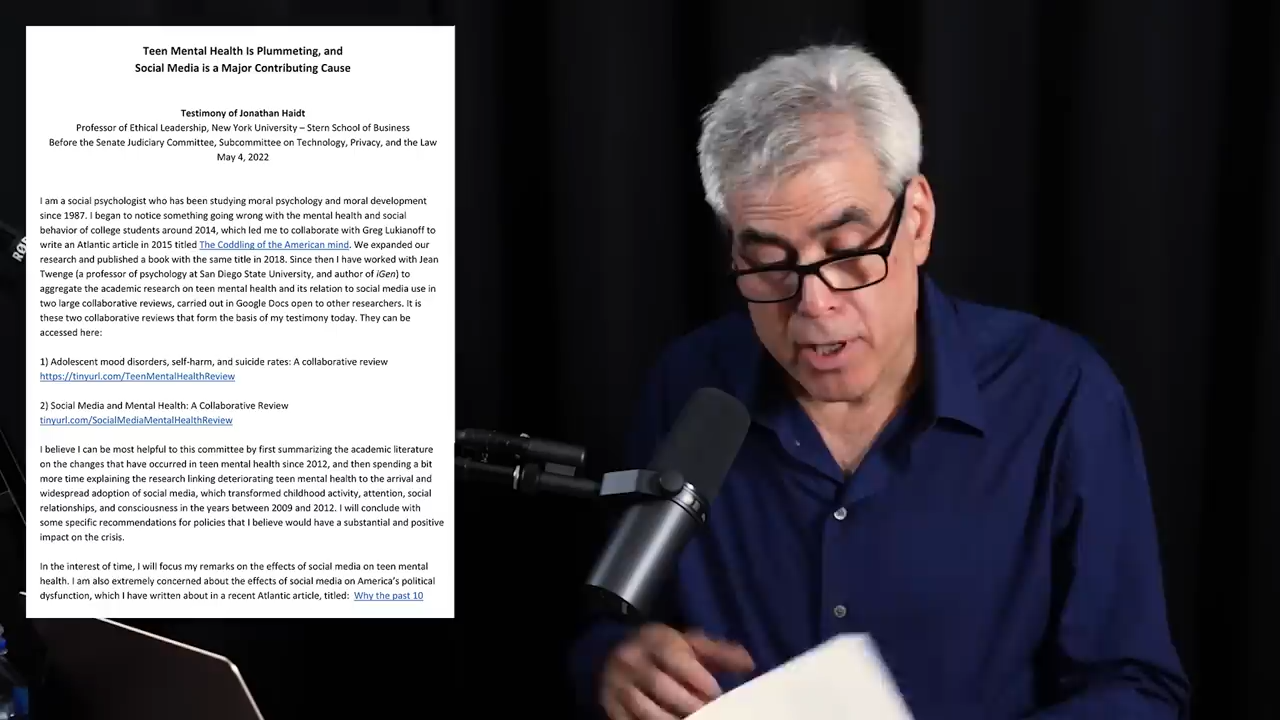 Teen Mental Health Is Plummeting, and
Social Media is a Major Contributing Cause
Testimony of Jonathan Haidt
Professor of Ethical Leadership, New York University – Stern School of Business
Before the Senate Judiciary Committee, Subcommittee on Technology, Privacy, and the Law
May 4, 2022
I am a social psychologist who has been studying moral psychology and moral development
since 1987. I began to notice something going wrong with the mental health and social
behavior of college students around 2014, which led me to collaborate with Greg Lukianoff to
write an Atlantic article in 2015 titled The Coddling of the American mind. We expanded our
research and published a book with the same title in 2018. Since then I have worked with Jean
Twenge (a professor of psychology at San Diego State University, and author of iGen) to
aggregate the academic research on teen mental health and its relation to social media use in
two large collaborative reviews, carried out in Google Docs open to other researchers. It is
these two collaborative reviews that form the basis of my testimony today. They can be
accessed here:
1) Adolescent mood disorders, self-harm, and suicide rates: A collaborative review
https://tinyurl.com/TeenMentalHealthReview
2) Social Media and Mental Health: A Collaborative Review
tinyurl.com/SocialMediaMentalHealthReview
I believe I can be most helpful to this committee by first summarizing the academic literature
on the changes that have occurred in teen mental health since 2012, and then spending a bit
more time explaining the research linking deteriorating teen mental health to the arrival and
widespread adoption of social media, which transformed childhood activity, attention, social
relationships, and consciousness in the years between 2009 and 2012. I will conclude with
some specific recommendations for policies that I believe would have a substantial and positive
impact on the crisis.
In the interest of time, I will focus my remarks on the effects of social media on teen mental
health. I am also extremely concerned about the effects of social media on America's political
dysfunction, which I have written about in a recent Atlantic article, titled: Why the past 10